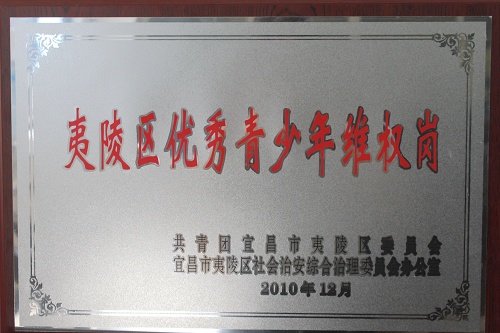 夷陵区优秀青少年维权岗
共青团宜昌市夷陵区委员会
宜昌市夷陵区社会治安综合治理委员会办公室
2010年12月